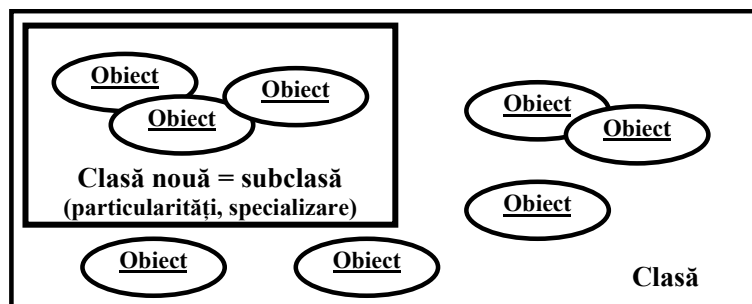 Obiect
Obiect
Obiect
Clasă nouă = subclasă
(particularități, specializare)
Obiect
Obiect
Obiect
Obiect
Obiect
Clasă